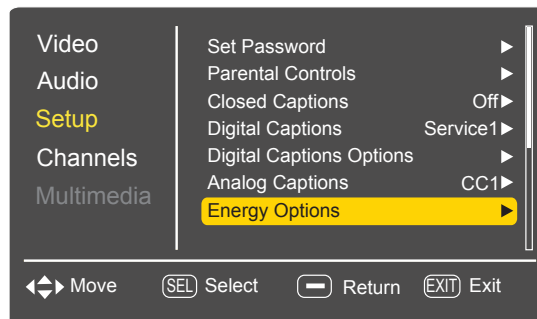 Video
Audio
Setup
Channels
Multimedia
Set Password
Parental Controls
Closed Captions Off
Digital Captions Service1
Digital Captions Options
Analog Captions CC1
Energy Options
Move SEL Select Return EXIT Exit